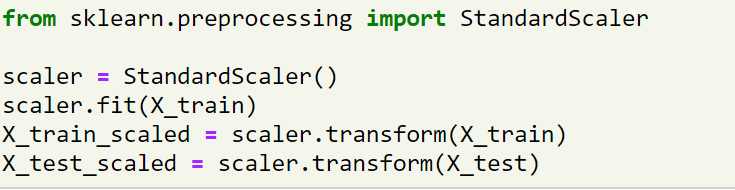 from sklearn.preprocessing import StandardScaler
scaler = StandardScaler()
scaler.fit(X_train)
X_train_scaled = scaler.transform(X_train)
X_test_scaled = scaler.transform(X_test)